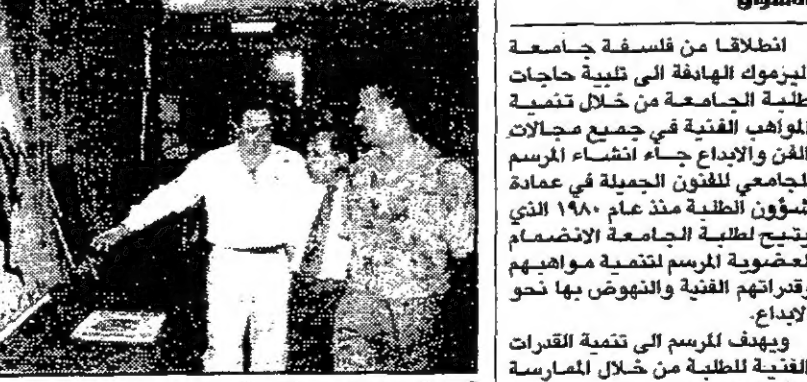 انطلاقا من فلسفة جامعة
اليرموك الهادفة الى تلبية حاجات
طلبة الجامعة من خلال تنمية
المواهب الفنية في جميع مجالات
الفن والابداع جاء انشاء المرسم
الجامعي للفنون الجميلة في عمادة
شؤون الطلبة منذ عام ١٩٨٠ الذي
يتيح لطلبة الجامعة الانضمام
لعضوية المرسم لتنمية مواهبهم
وقدراتهم الفنية والنهوض بها نحو
الابداع.
ويهدف المرسم الى تنمية القدرات
الفنية للطلبة من خلال الممارسة